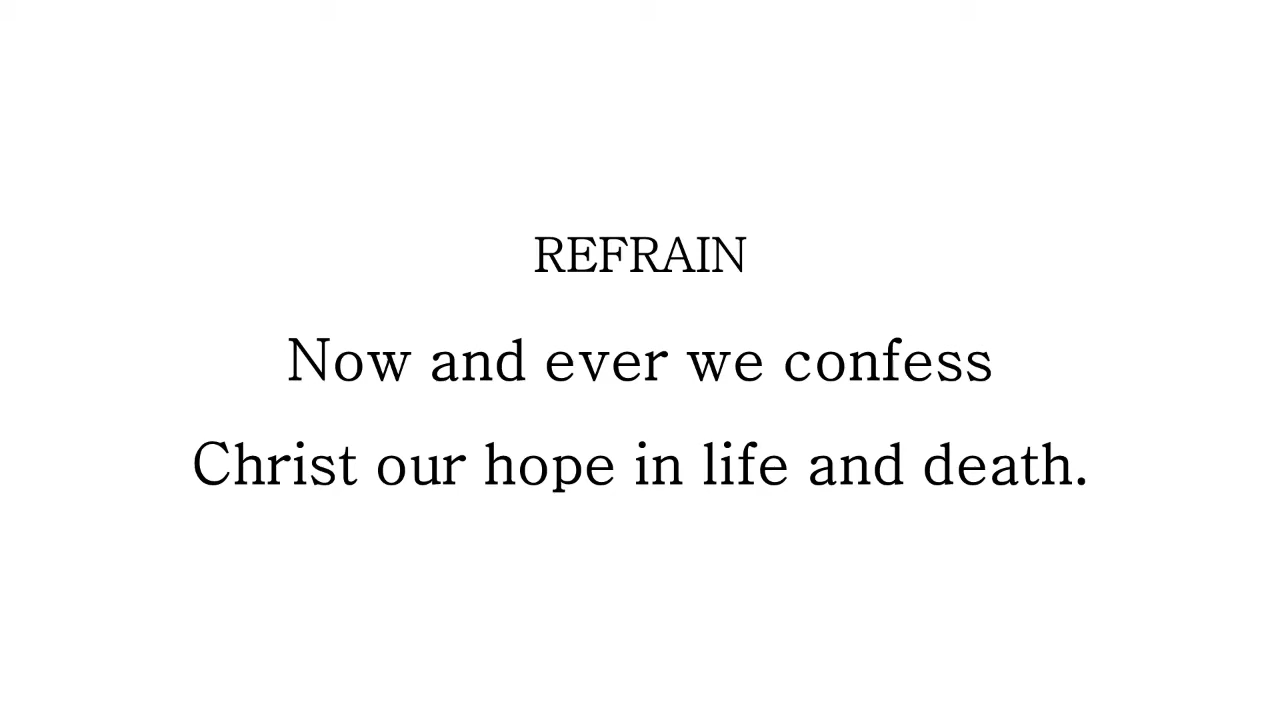 REFRAIN
Now and ever we confess
Christ our hope in life and death.